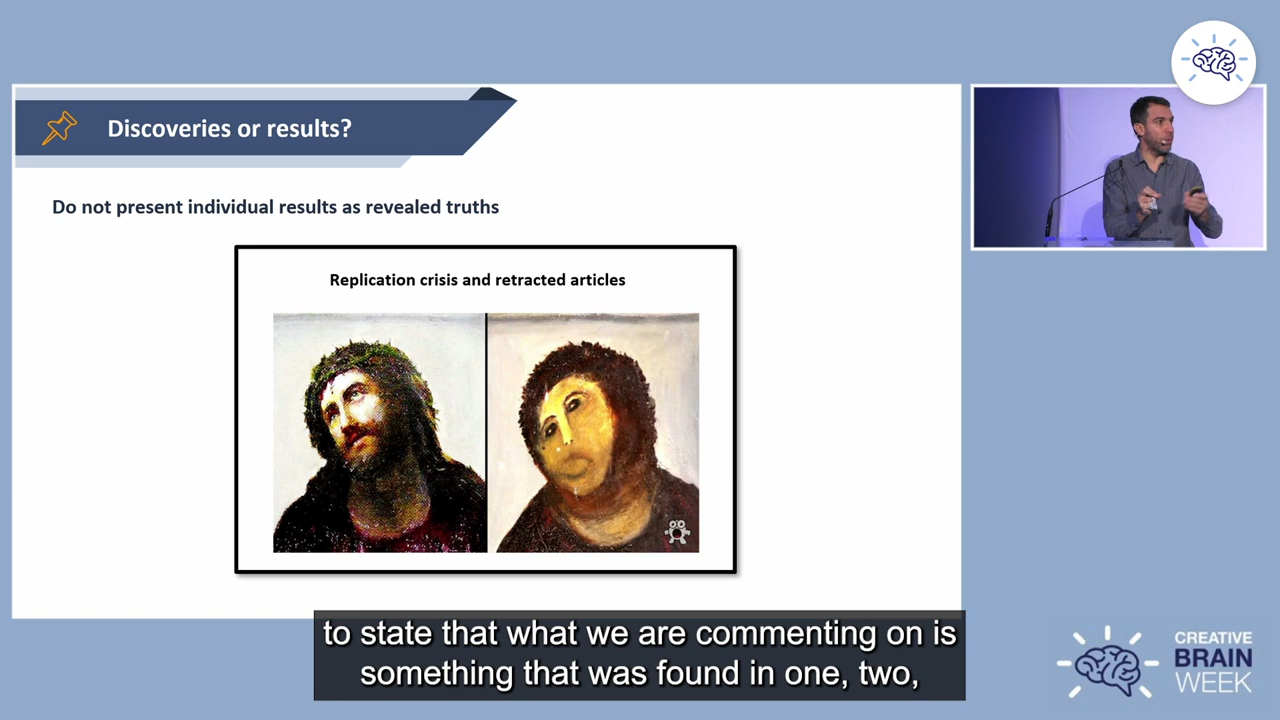 Discoveries or results?
Do not present individual results as revealed truths
Replication crisis and retracted articles
to state that what we are commenting on is
something that was found in one, two,
CREATIVE
BRAIN
WEEK